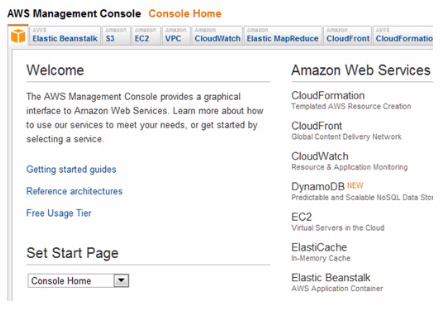 AWS Management Console Console Home
AWS Amazon Amazon Amazon Amazon Amazon Amazon AWS
Elastic Beanstalk S3 EC2 VPC CloudWatch Elastic MapReduce CloudFront CloudFormatio
Welcome
The AWS Management Console provides a graphical
interface to Amazon Web Services. Learn more about how
to use our services to meet your needs, or get started by
selecting a service.
Getting started guides
Reference architectures
Free Usage Tier
Set Start Page
Console Home
Amazon Web Services
CloudFormation
Templated AWS Resource Creation
CloudFront
Global Content Delivery Network
CloudWatch
Resource & Application Monitoring
DynamoDB NEW
Predictable and Scalable NoSQL Data Stor
EC2
Virtual Servers in the Cloud
ElastiCache
In-Memory Cache
Elastic Beanstalk
AWS Application Container